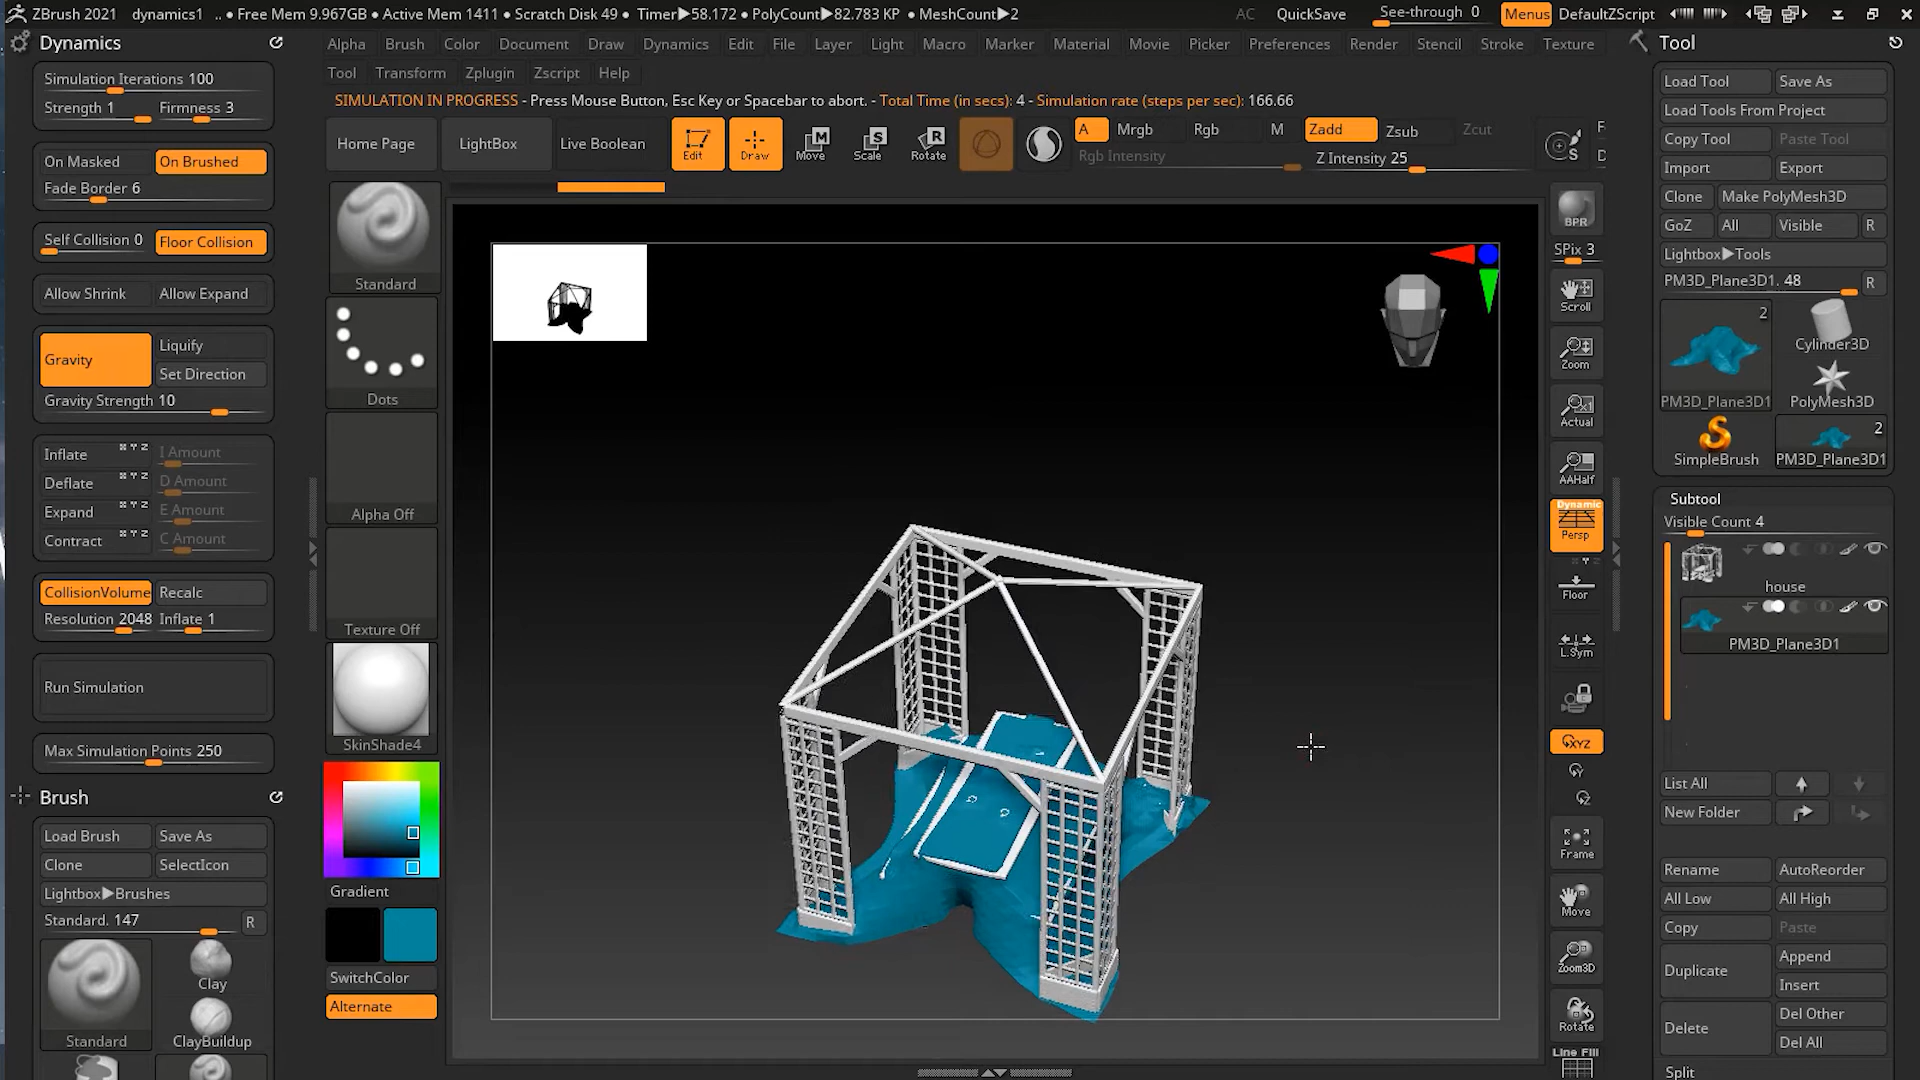 ZBrush 2021 dynamics1 .. • Free Mem 9.967GB • Active Mem 1411 • Scratch Disk 49 • Timer▶58.172 • PolyCount▶82.783 KP • MeshCount▶2 AC QuickSave See-through 0 Menus DefaultZScript
Dynamics
Simulation Iterations 100
Strength 1 Firmness 3
On Masked On Brushed
Fade Border 6
Self Collision 0 Floor Collision
Allow Shrink Allow Expand
Gravity Liquify
Set Direction
Gravity Strength 10
Inflate X Y Z I Amount
Deflate X Y Z D Amount
Expand X Y Z E Amount
Contract X Y Z C Amount
CollisionVolume Recalc
Resolution 2048 Inflate 1
Run Simulation
Max Simulation Points 250
Brush
Load Brush Save As
Clone SelectIcon
Lightbox▶Brushes
Standard. 147 R
Clay
Standard ClayBuildup
Alpha Brush Color Document Draw Dynamics Edit File Layer Light Macro Marker Material Movie Picker Preferences Render Stencil Stroke Texture
Tool Transform Zplugin Zscript Help
SIMULATION IN PROGRESS - Press Mouse Button, Esc Key or Spacebar to abort. - Total Time (in secs): 4 - Simulation rate (steps per sec): 166.66
Home Page LightBox Live Boolean Edit Draw Move Scale Rotate
A Mrgb Rgb M Zadd Zsub Zcut
Rgb Intensity Z Intensity 25
Standard
Dots
Alpha Off
Texture Off
SkinShade4
Gradient
SwitchColor
Alternate
BPR
SPix 3
Scroll
Zoom
Actual
AAHalf
Dynamic
Persp
Floor
L.Sym
XYZ
Frame
Move
Zoom3D
Rotate
Line Fill
Tool
Load Tool Save As
Load Tools From Project
Copy Tool Paste Tool
Import Export
Clone Make PolyMesh3D
GoZ All Visible R
Lightbox▶Tools
PM3D_Plane3D1. 48 R
2
Cylinder3D
PM3D_Plane3D1 PolyMesh3D
2
SimpleBrush PM3D_Plane3D1
Subtool
Visible Count 4
house
PM3D_Plane3D1
List All
New Folder
Rename AutoReorder
All Low All High
Copy Paste
Duplicate Append
Insert
Delete Del Other
Del All
Split